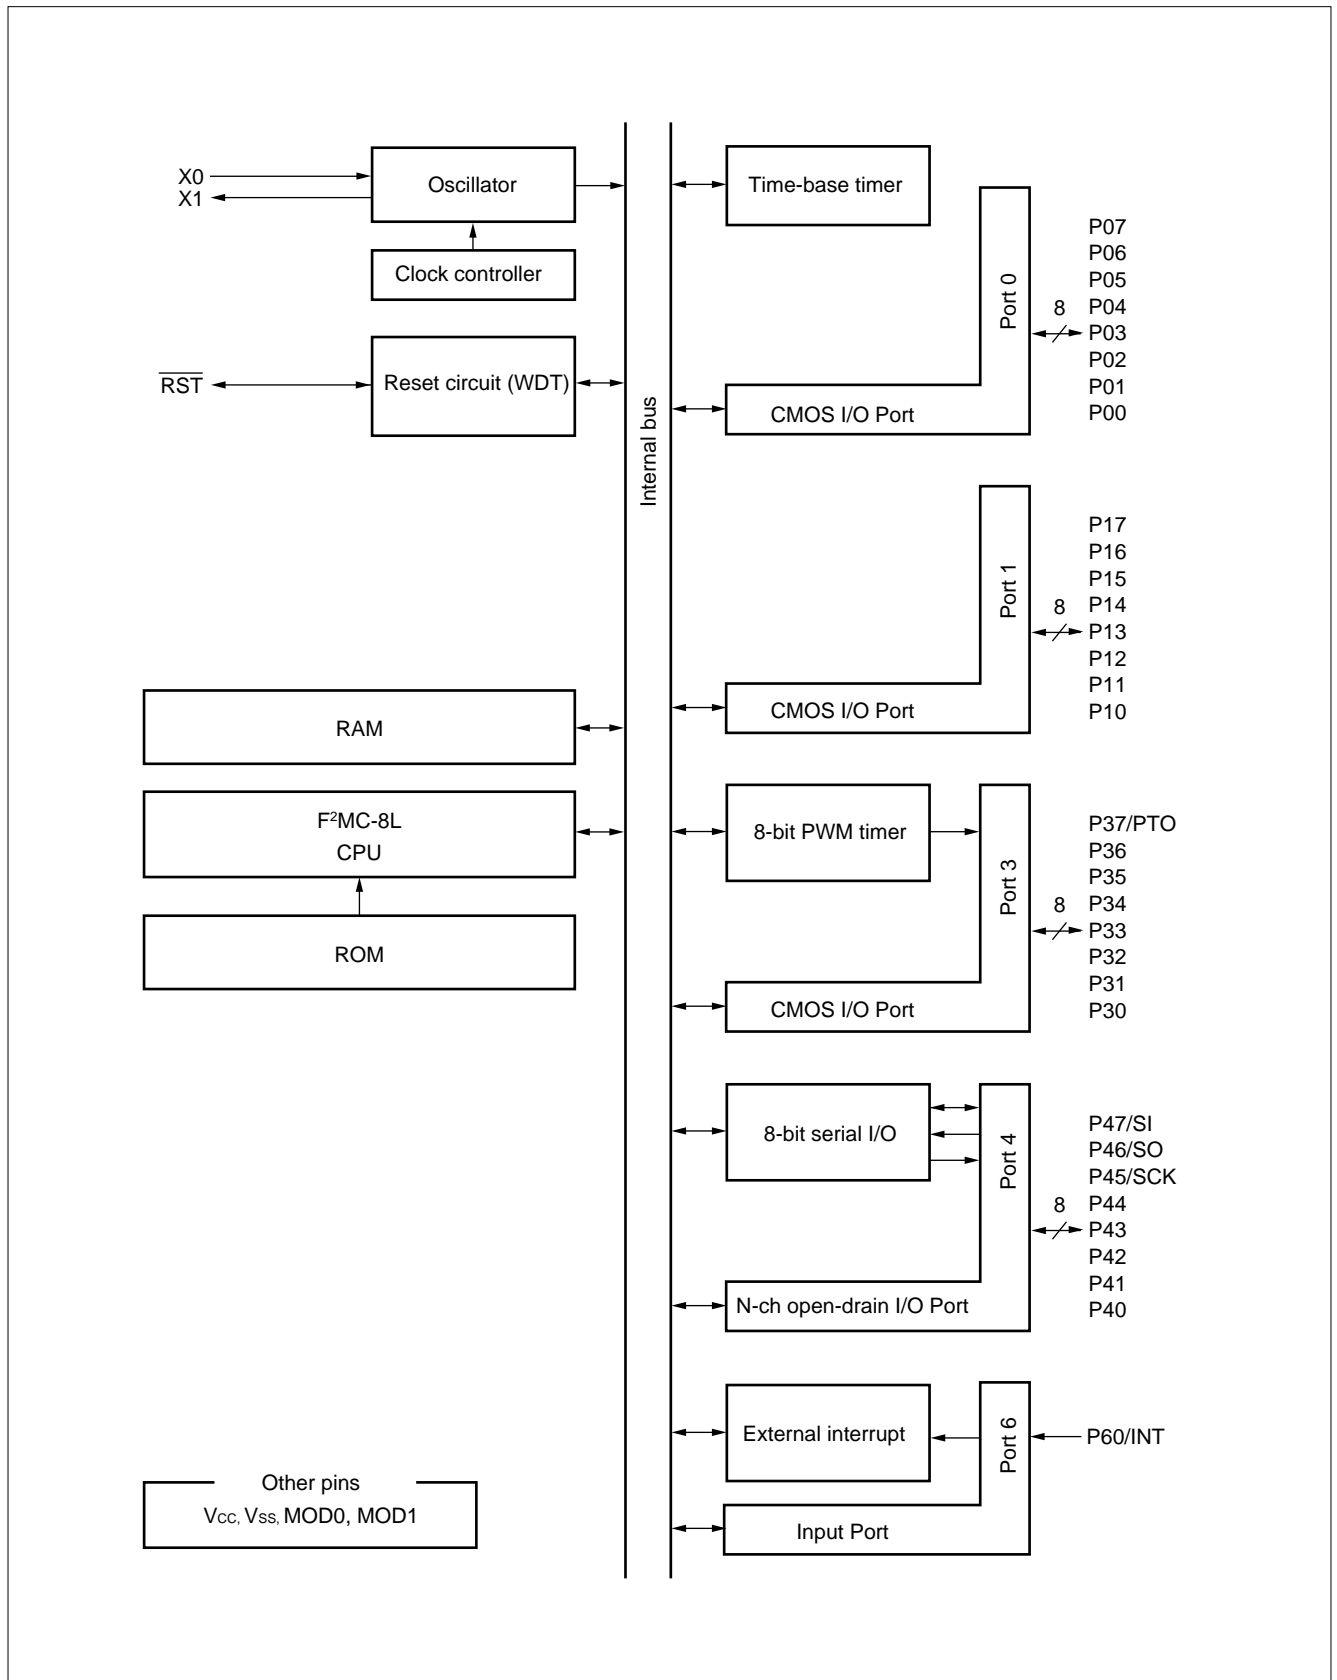 X0
X1
Oscillator
Clock controller
RST
Reset circuit (WDT)
RAM
F²MC-8L
CPU
ROM
Other pins
Vcc, Vss, MOD0, MOD1
Internal bus
Time-base timer
Port 0
CMOS I/O Port
8
P07
P06
P05
P04
P03
P02
P01
P00
Port 1
CMOS I/O Port
8
P17
P16
P15
P14
P13
P12
P11
P10
8-bit PWM timer
Port 3
CMOS I/O Port
8
P37/PTO
P36
P35
P34
P33
P32
P31
P30
8-bit serial I/O
Port 4
N-ch open-drain I/O Port
8
P47/SI
P46/SO
P45/SCK
P44
P43
P42
P41
P40
External interrupt
Port 6
Input Port
P60/INT